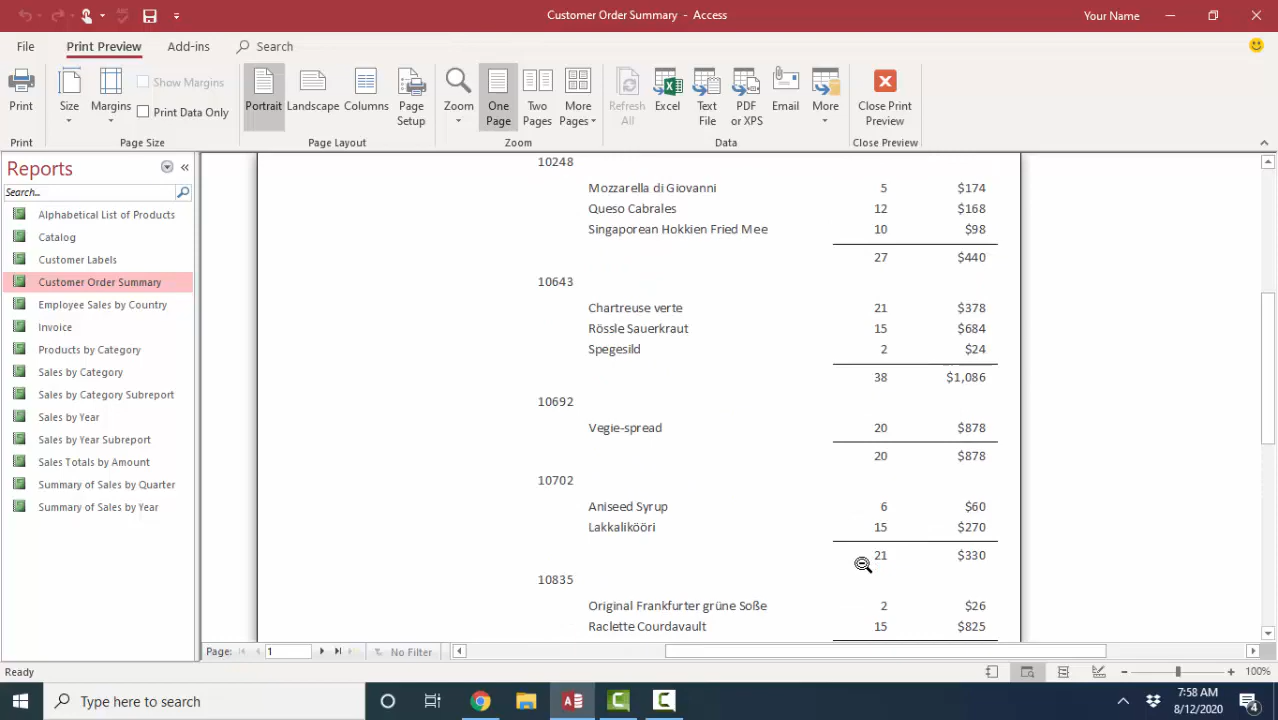 Customer Order Summary - Access
Your Name
File
Print Preview
Add-ins
Search
Print
Size
Margins
Show Margins
Print Data Only
Portrait
Landscape
Columns
Page Setup
Zoom
One Page
Two Pages
More Pages
Refresh All
Excel
Text File
PDF or XPS
Email
More
Close Print Preview
Print
Page Size
Page Layout
Zoom
Data
Close Preview
Reports
Search...
Alphabetical List of Products
Catalog
Customer Labels
Customer Order Summary
Employee Sales by Country
Invoice
Products by Category
Sales by Category
Sales by Category Subreport
Sales by Year
Sales by Year Subreport
Sales Totals by Amount
Summary of Sales by Quarter
Summary of Sales by Year
10248
Mozzarella di Giovanni 5 $174
Queso Cabrales 12 $168
Singaporean Hokkien Fried Mee 10 $98
27 $440
10643
Chartreuse verte 21 $378
Rössle Sauerkraut 15 $684
Spegesild 2 $24
38 $1,086
10692
Vegie-spread 20 $878
20 $878
10702
Aniseed Syrup 6 $60
Lakkalikööri 15 $270
21 $330
10835
Original Frankfurter grüne Soße 2 $26
Raclette Courdavault 15 $825
Page: 1
No Filter
Ready
100%
Type here to search
7:58 AM
8/12/2020
4